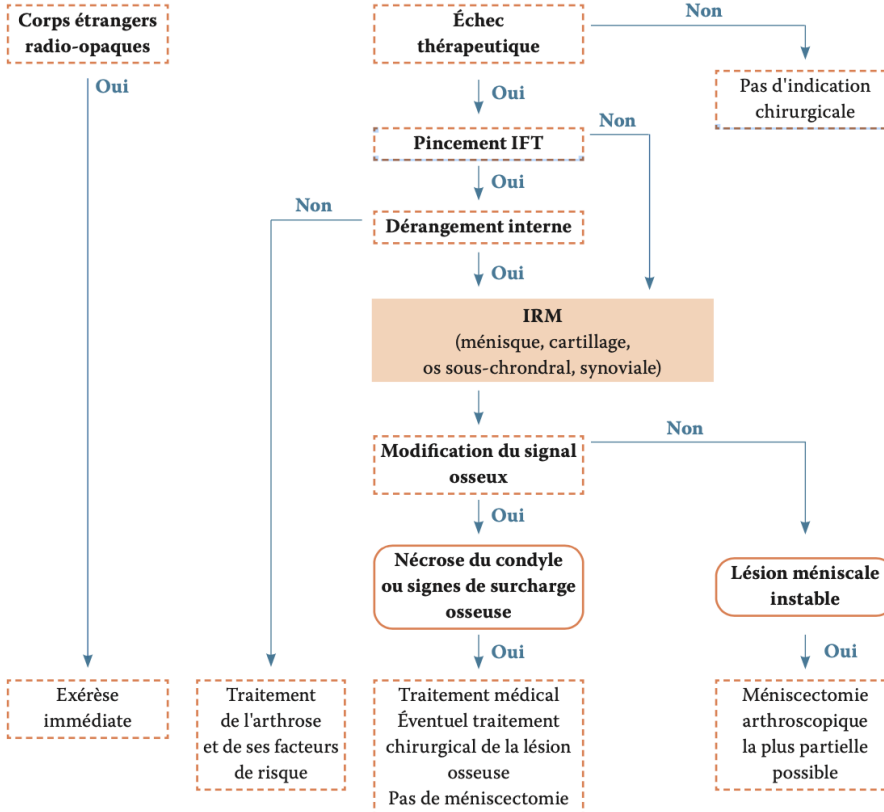 Corps étrangers
radio-opaques
Oui
Échec
thérapeutique
Non
Pas d'indication
chirurgicale
Oui
Pincement IFT
Non
Oui
Dérangement interne
Non
Oui
IRM
(ménisque, cartillage,
os sous-chrondral, synoviale)
Modification du signal
osseux
Non
Oui
Nécrose du condyle
ou signes de surcharge
osseuse
Lésion méniscale
instable
Oui
Oui
Exérèse
immédiate
Traitement
de l'arthrose
et de ses facteurs
de risque
Traitement médical
Éventuel traitement
chirurgical de la lésion
osseuse
Pas de méniscectomie
Méniscectomie
arthroscopique
la plus partielle
possible